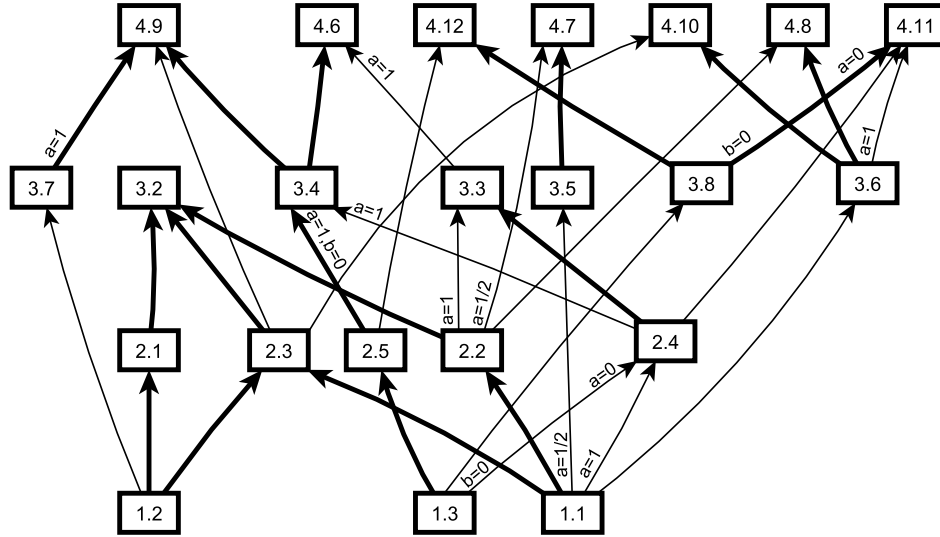 4.9 4.6 4.12 4.7 4.10 4.8 4.11
a=1 a=0
a=1 b=0 a=1
3.7 3.2 3.4 3.3 3.5 3.8 3.6
a=1,b=0 a=1
a=1 a=1/2
2.1 2.3 2.5 2.2 2.4
a=0
b=0 a=1/2 a=1
1.2 1.3 1.1